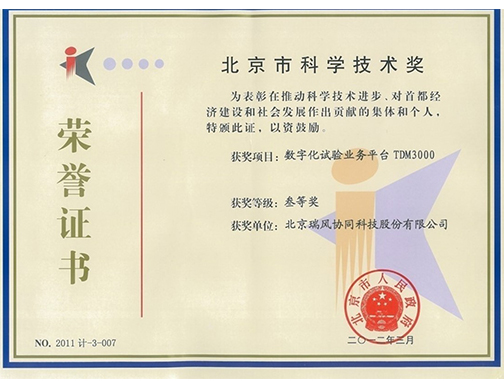 荣誉证书
北京市科学技术奖
为表彰在推动科学技术进步、对首都经
济建设和社会发展作出贡献的集体和个人，
特颁此证，以资鼓励。
获奖项目：数字化试验业务平台 TDM3000
获奖等级：叁等奖
获奖单位：北京瑞风协同科技股份有限公司
北京市人民政府
二〇一二年三月
NO. 2011 计-3-007